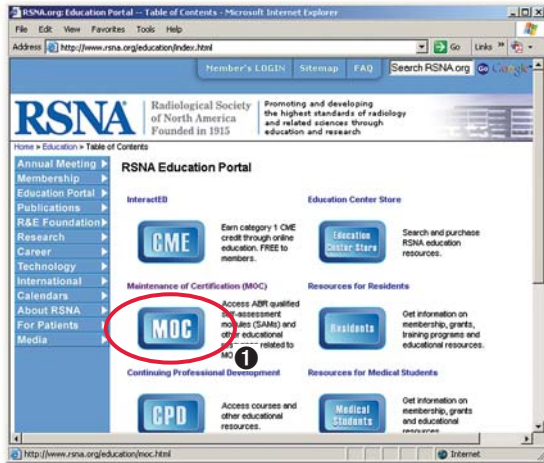 RSNA.org: Education Portal -- Table of Contents - Microsoft Internet Explorer
File Edit View Favorites Tools Help
Address http://www.rsna.org/education/index.html Go Links »
Member's LOGIN Sitemap FAQ Search RSNA.org GO Google
RSNA
Radiological Society
of North America
Founded in 1915
Promoting and developing
the highest standards of radiology
and related sciences through
education and research
Home > Education > Table of Contents
Annual Meeting
Membership
Education Portal
Publications
R&E Foundation
Research
Career
Technology
International
Calendars
About RSNA
For Patients
Media
RSNA Education Portal
InteractED
CME
Earn category 1 CME
credit through online
education. FREE to
members.
Education Center Store
Education
Center Store
Search and purchase
RSNA education
resources.
Maintenance of Certification (MOC)
MOC
Access ABR qualified
self-assessment
modules (SAMs) and
other educational
related to
MO
1
Resources for Residents
Residents
Get information on
membership, grants,
training programs and
educational resources.
Continuing Professional Development
CPD
Access courses and
other educational
resources.
Resources for Medical Students
Medical
Students
Get information on
membership, grants
and educational
resources.
http://www.rsna.org/education/moc.html Internet